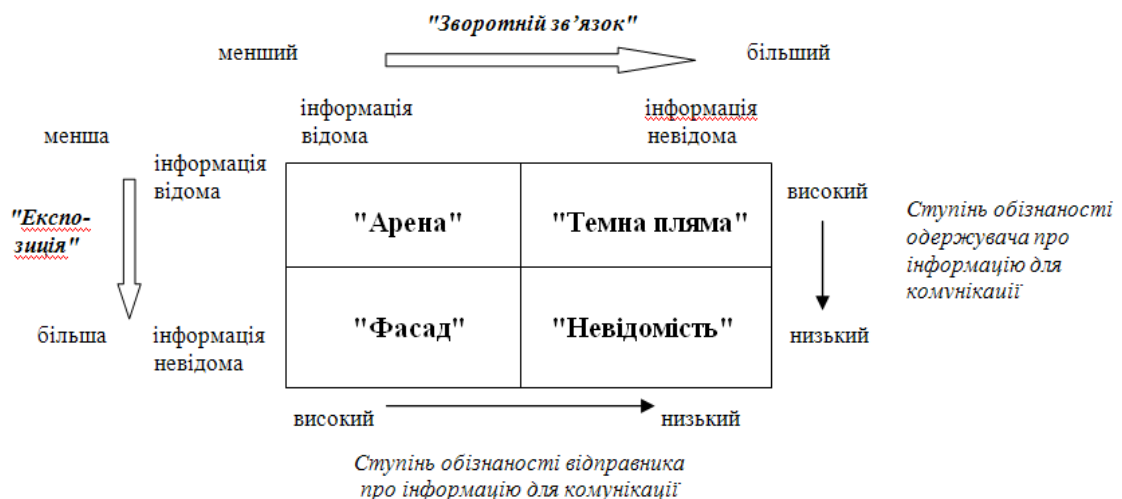 "Зворотній зв’язок"
менший
більший
інформація
відома
інформація
невідома
менша
інформація
відома
"Експо-
зиція"
більша
інформація
невідома
"Арена"
"Темна пляма"
"Фасад"
"Невідомість"
високий
низький
Ступінь обізнаності
одержувача про
інформацію для
комунікації
високий
низький
Ступінь обізнаності відправника
про інформацію для комунікації